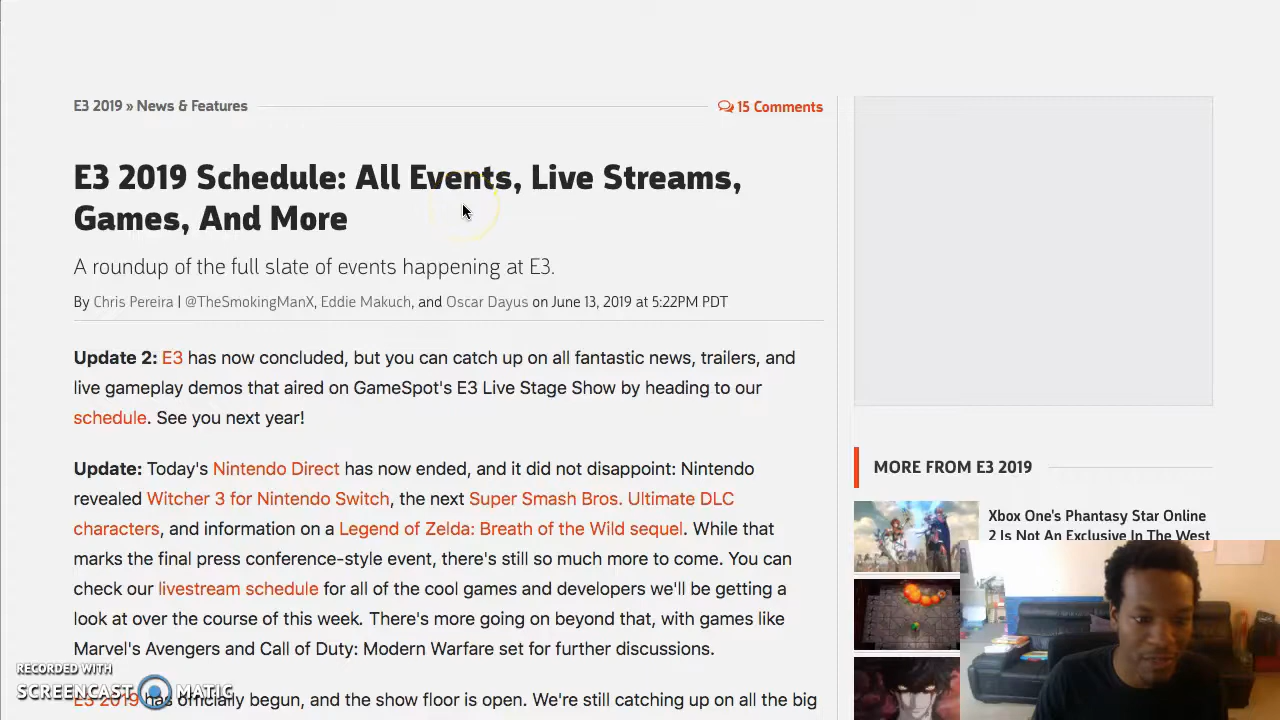 E3 2019 » News & Features
15 Comments
E3 2019 Schedule: All Events, Live Streams,
Games, And More
A roundup of the full slate of events happening at E3.
By Chris Pereira | @TheSmokingManX, Eddie Makuch, and Oscar Dayus on June 13, 2019 at 5:22PM PDT
Update 2: E3 has now concluded, but you can catch up on all fantastic news, trailers, and
live gameplay demos that aired on GameSpot's E3 Live Stage Show by heading to our
schedule. See you next year!
Update: Today's Nintendo Direct has now ended, and it did not disappoint: Nintendo
revealed Witcher 3 for Nintendo Switch, the next Super Smash Bros. Ultimate DLC
characters, and information on a Legend of Zelda: Breath of the Wild sequel. While that
marks the final press conference-style event, there's still so much more to come. You can
check our livestream schedule for all of the cool games and developers we'll be getting a
look at over the course of this week. There's more going on beyond that, with games like
Marvel's Avengers and Call of Duty: Modern Warfare set for further discussions.
E3 2019 has officially begun, and the show floor is open. We're still catching up on all the big
MORE FROM E3 2019
Xbox One's Phantasy Star Online
2 Is Not An Exclusive In The West
RECORDED WITH
SCREENCAST MATIC